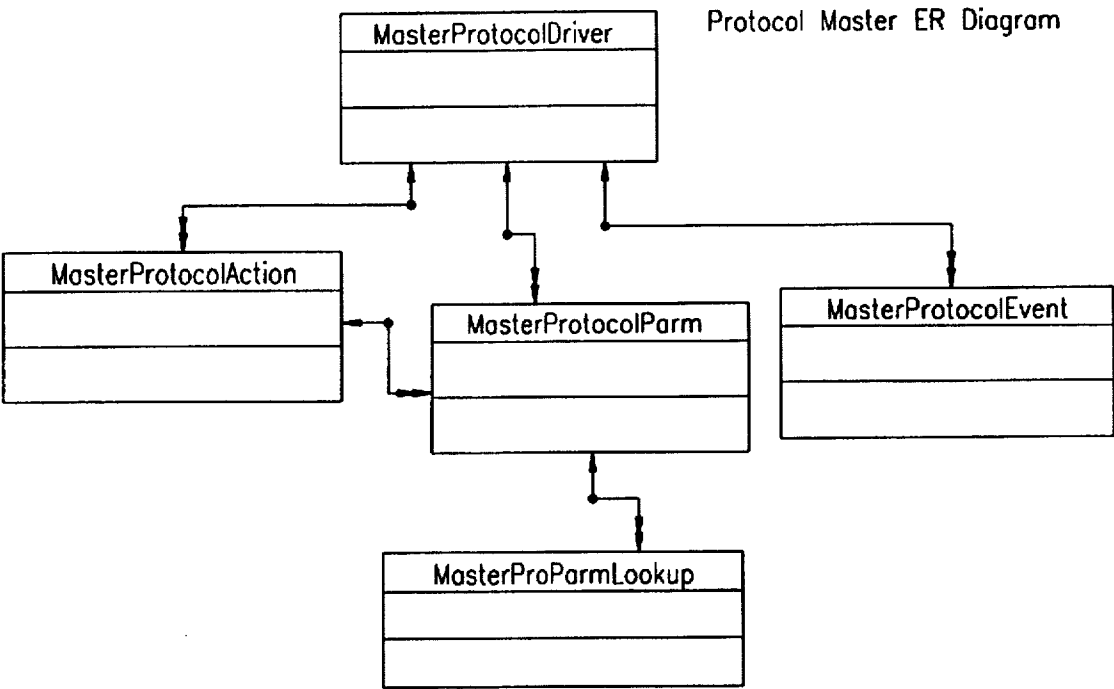 Protocol Master ER Diagram
MasterProtocolDriver
MasterProtocolAction
MasterProtocolParm
MasterProtocolEvent
MasterProParmLookup